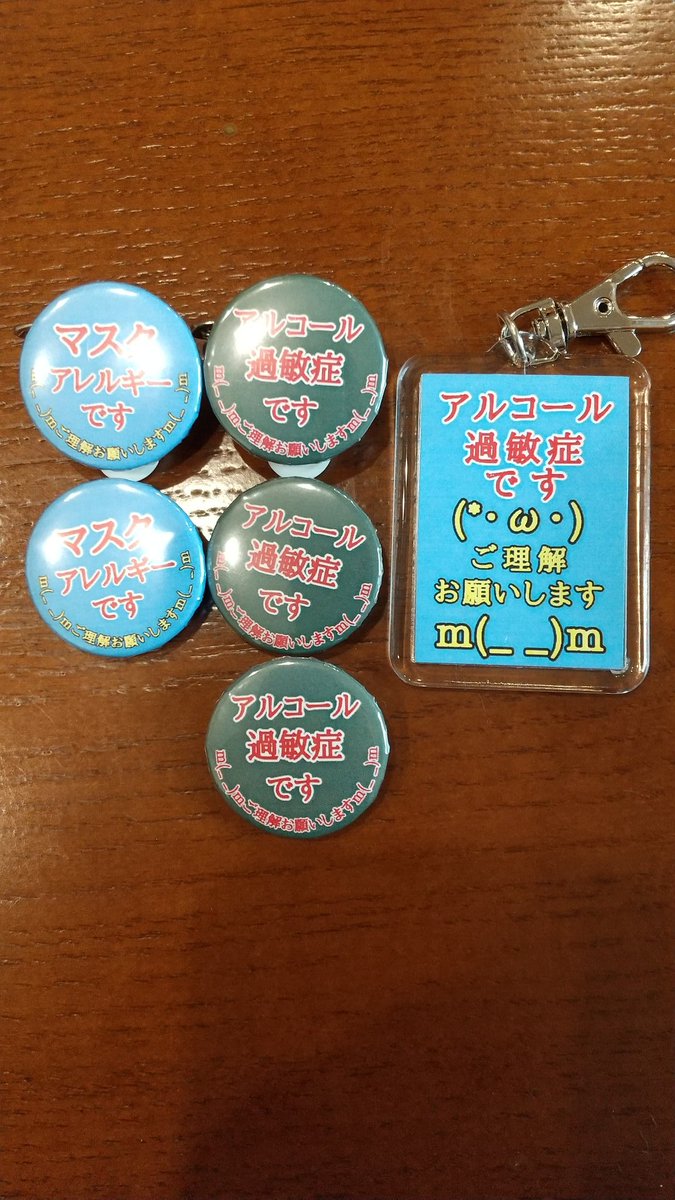 マスク
アレルギー
です
m(_ _)mご理解お願いしますm(_ _)m
アルコール
過敏症
です
m(_ _)mご理解お願いしますm(_ _)m
アルコール
過敏症
です
(*・ω・)
ご理解
お願いします
m(_ _)m
マスク
アレルギー
です
m(_ _)mご理解お願いしますm(_ _)m
アルコール
過敏症
です
m(_ _)mご理解お願いしますm(_ _)m
アルコール
過敏症
です
m(_ _)mご理解お願いしますm(_ _)m